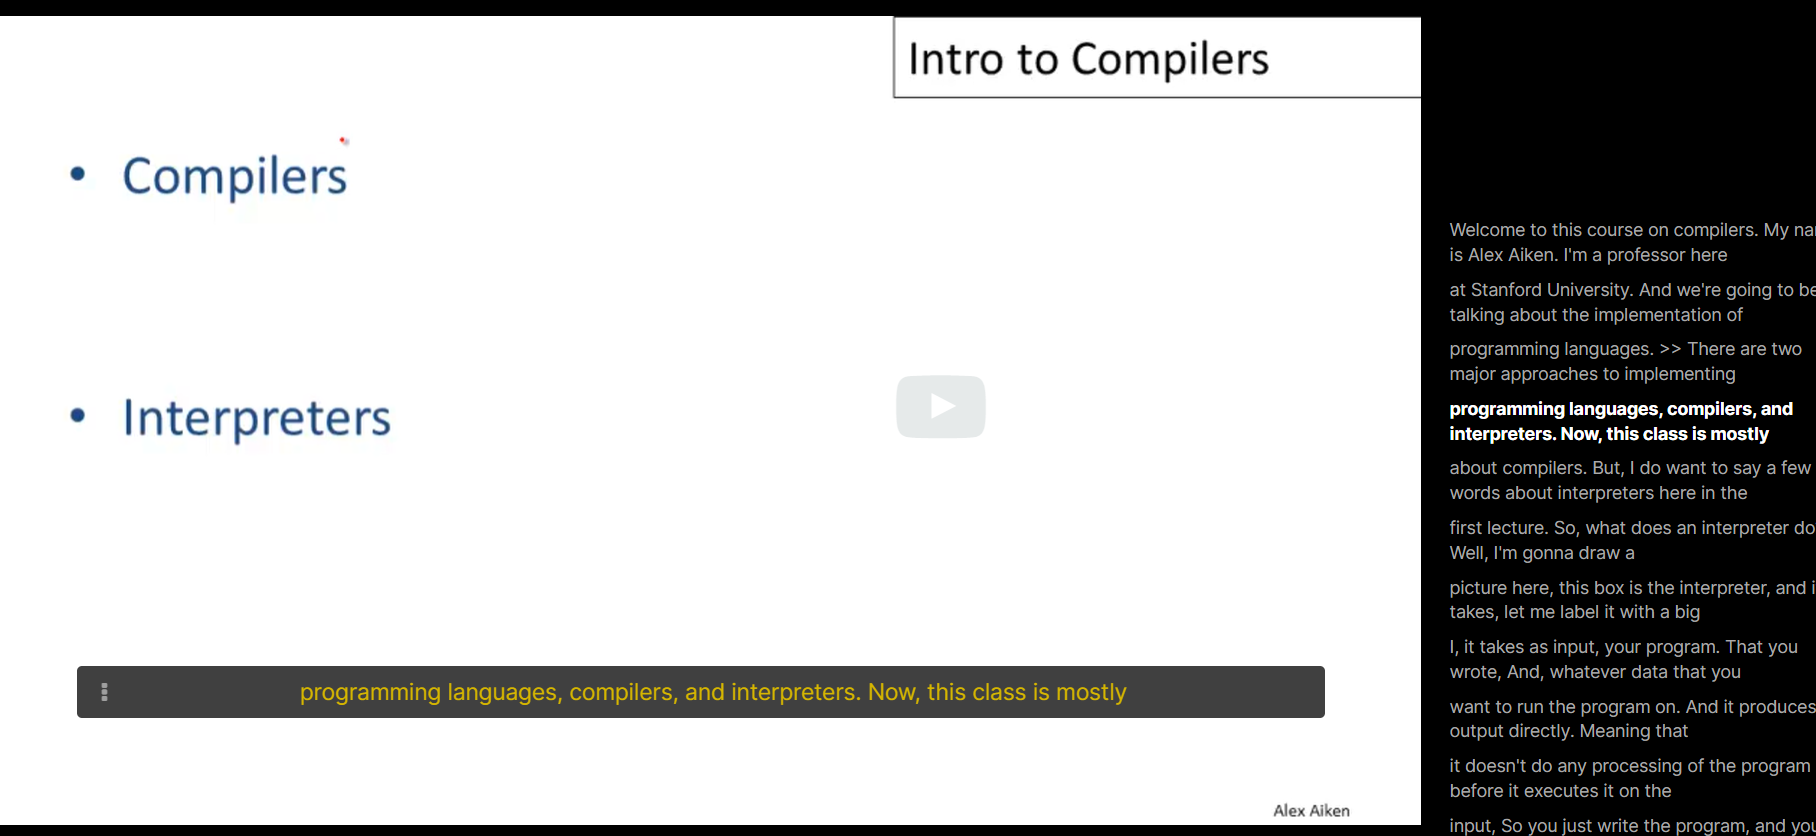 Intro to Compilers
• Compilers
• Interpreters
programming languages, compilers, and interpreters. Now, this class is mostly
Alex Aiken
Welcome to this course on compilers. My
is Alex Aiken. I'm a professor here
at Stanford University. And we're going to be
talking about the implementation of
programming languages. >> There are two
major approaches to implementing
programming languages, compilers, and
interpreters. Now, this class is mostly
about compilers. But, I do want to say a few
words about interpreters here in the
first lecture. So, what does an interpreter do
Well, I'm gonna draw a
picture here, this box is the interpreter, and
takes, let me label it with a big
I, it takes as input, your program. That you
wrote, And, whatever data that you
want to run the program on. And it produces
output directly. Meaning that
it doesn't do any processing of the program
before it executes it on the
input, So you just write the program, and you